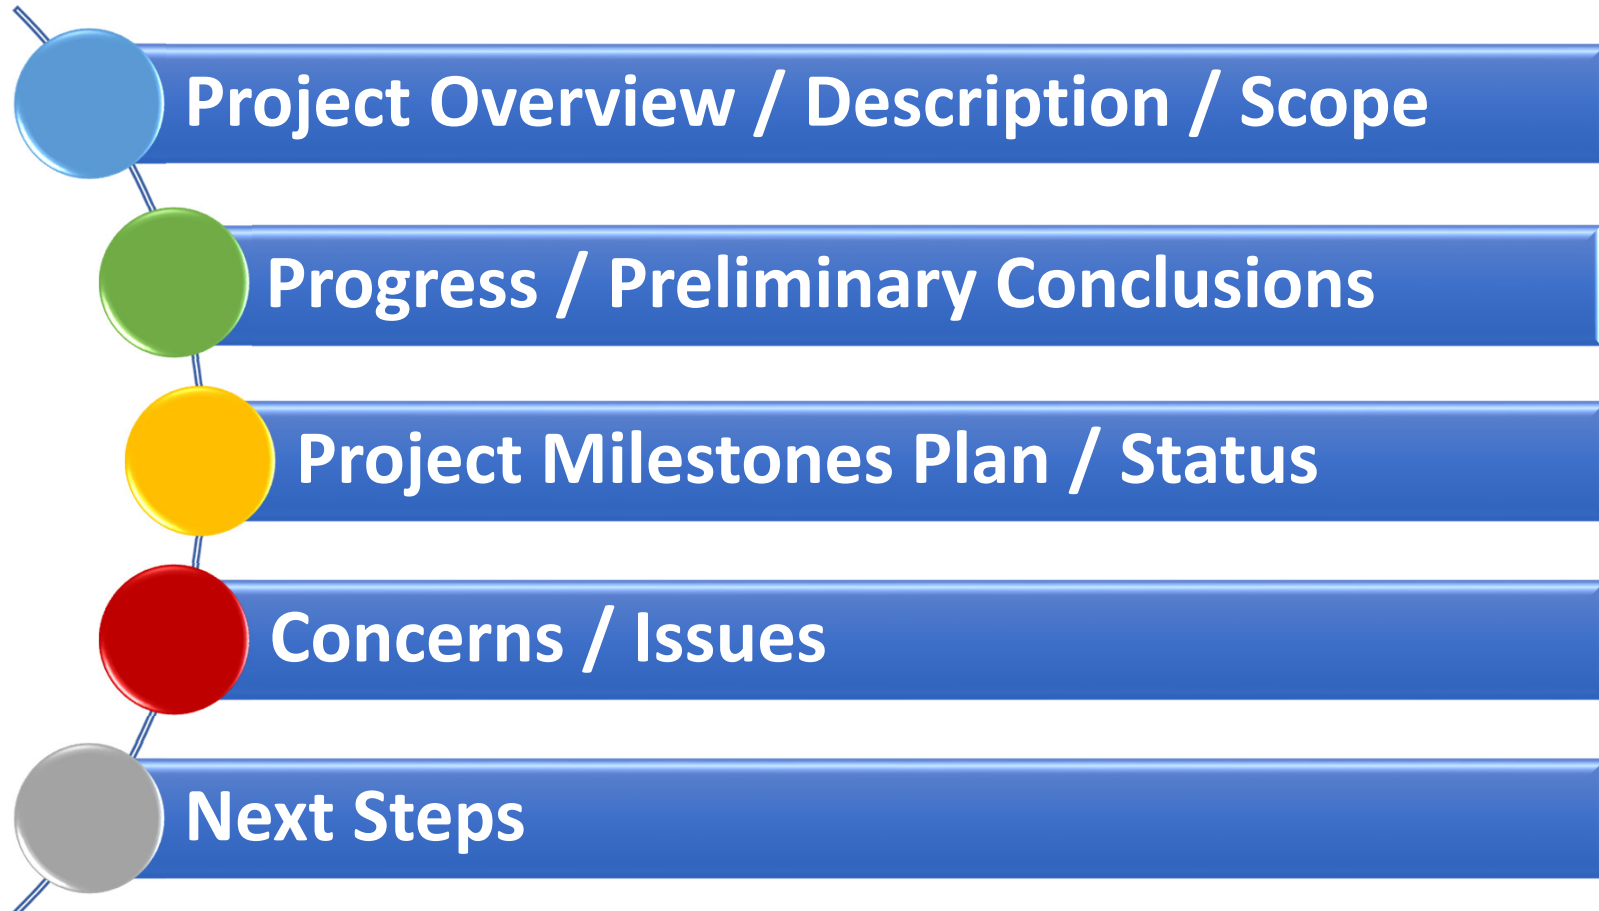 Project Overview / Description / Scope
Progress / Preliminary Conclusions
Project Milestones Plan / Status
Concerns / Issues
Next Steps